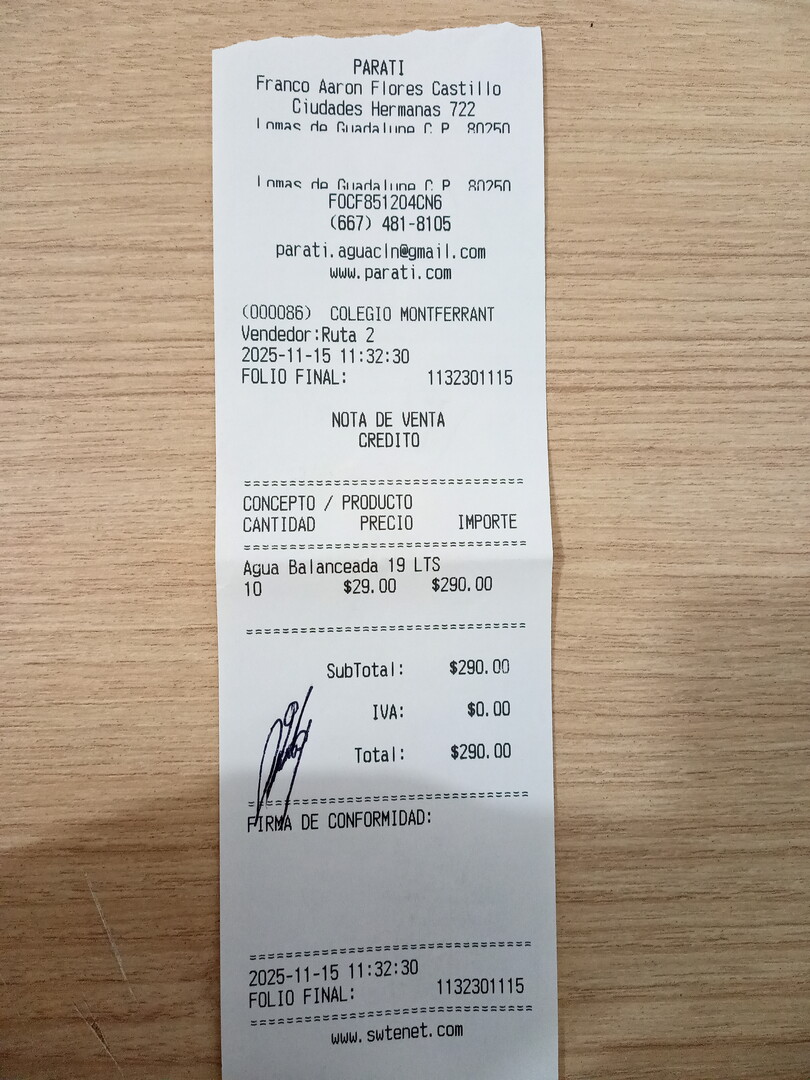 PARATI
Franco Aaron Flores Castillo
Ciudades Hermanas 722
Lomas de Guadalupe C.P. 80250
Lomas de Guadalupe C.P. 80250
FOCF851204CN6
(667) 481-8105
parati.aguacln@gmail.com
www.parati.com
(000086) COLEGIO MONTFERRANT
Vendedor:Ruta 2
2025-11-15 11:32:30
FOLIO FINAL: 1132301115
NOTA DE VENTA
CREDITO
CONCEPTO / PRODUCTO
CANTIDAD PRECIO IMPORTE
Agua Balanceada 19 LTS
10 $29.00 $290.00
SubTotal: $290.00
IVA: $0.00
Total: $290.00
FIRMA DE CONFORMIDAD:
2025-11-15 11:32:30
FOLIO FINAL: 1132301115
www.swtenet.com